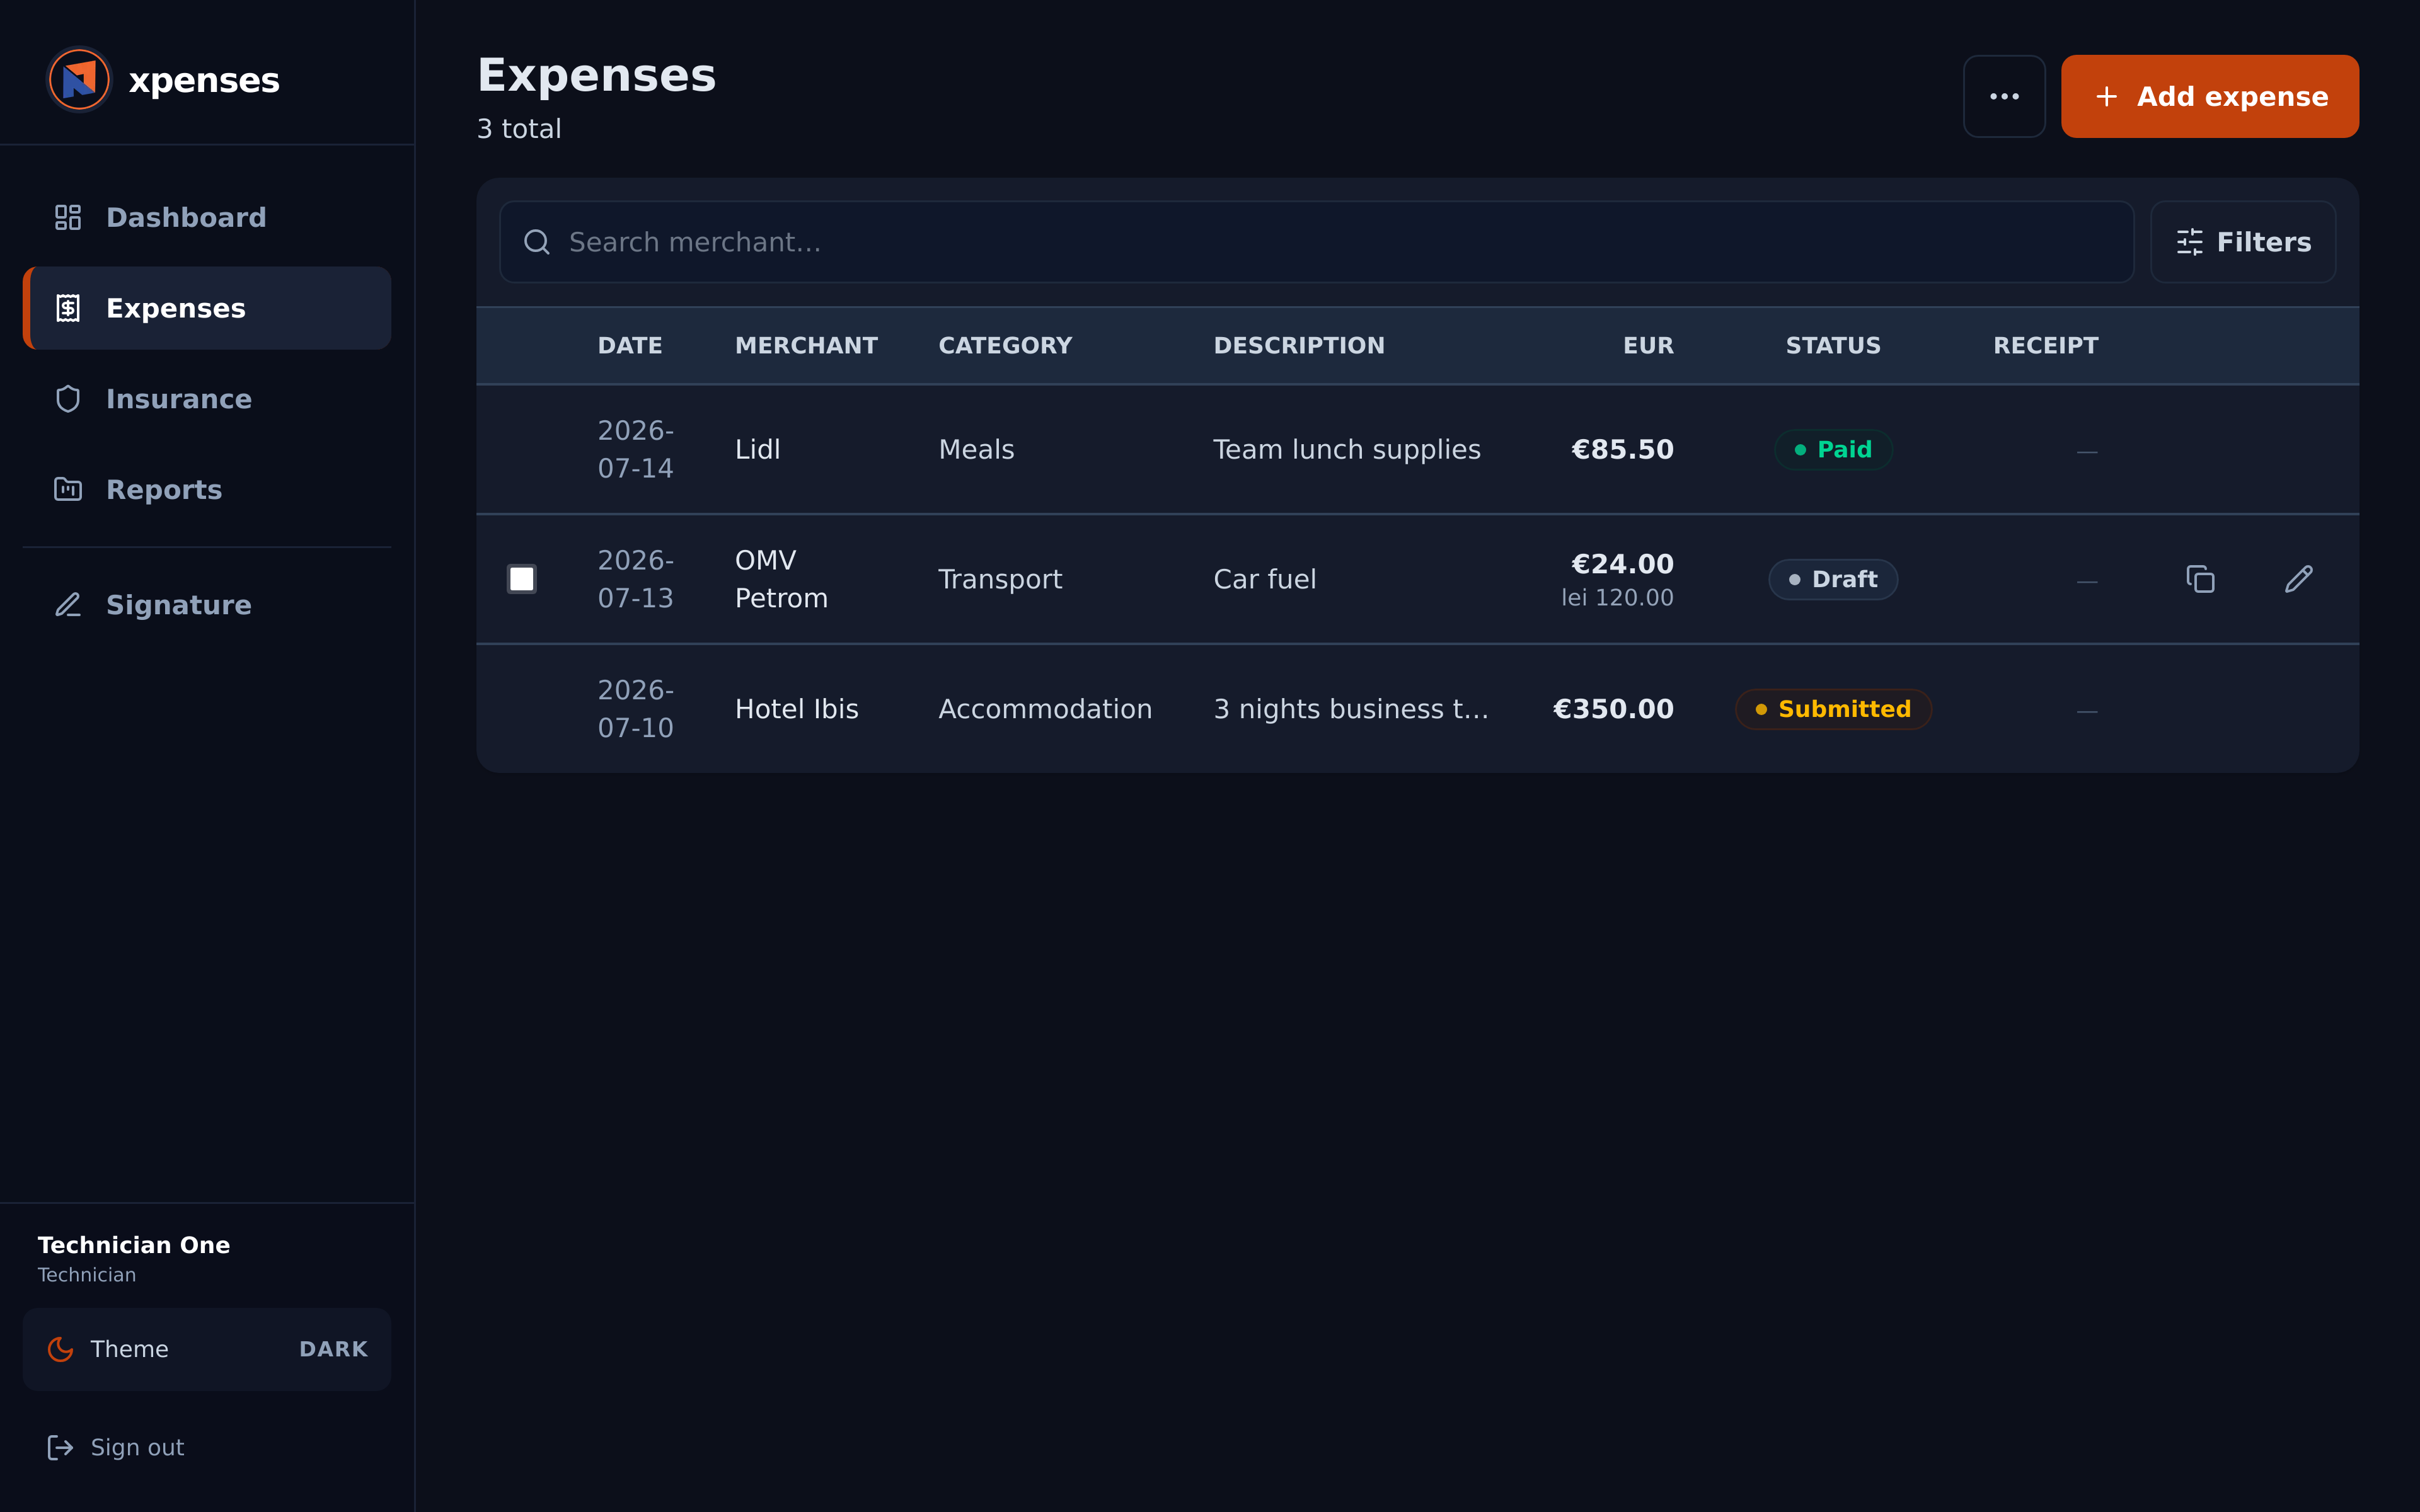 xpenses
Dashboard
Expenses
Insurance
Reports
Signature
Technician One
Technician
Theme DARK
Sign out
Expenses
3 total
Add expense
Search merchant...
Filters
DATE MERCHANT CATEGORY DESCRIPTION EUR STATUS RECEIPT
2026-
07-14 Lidl Meals Team lunch supplies €85.50 Paid —
2026-
07-13 OMV
Petrom Transport Car fuel €24.00
lei 120.00 Draft —
2026-
07-10 Hotel Ibis Accommodation 3 nights business t... €350.00 Submitted —